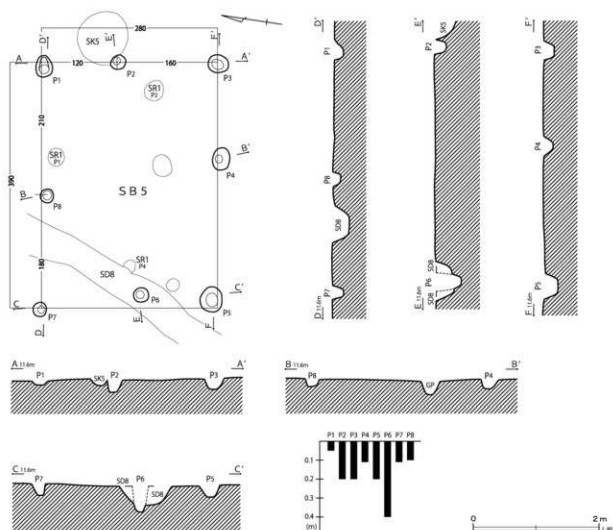 280
SK5
D'
E'
F'
A
120
160
A'
P1
P2
P3
SR1
P2
210
SR1
P1
B'
P4
390
B
P8
SB5
180
SR1
P4
SD8
C
P7
P6
P5
C'
D
E
F
D'
P1
P8
SD8
P7
D 11.6m
E'
SK5
P2
SD8
P6
SD8
E 11.6m
F'
P3
P4
P5
F 11.6m
A 11.6m
P1
SK5
P2
P3
A'
B 11.6m
P8
GP
P4
B'
C 11.6m
P7
SD8
P6
SD8
P5
C'
P1 P2 P3 P4 P5 P6 P7 P8
0.1
0.2
0.3
0.4
(m)
0
2m